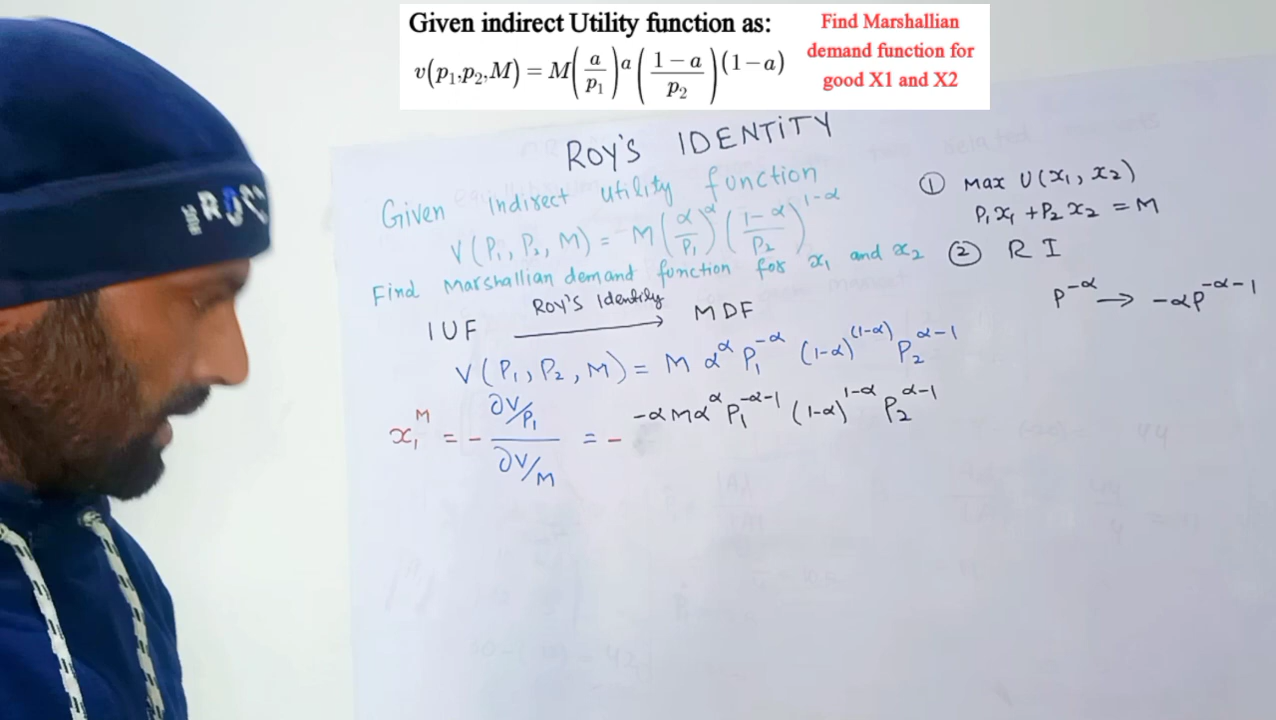 Given indirect Utility function as:
v(p₁,p₂,M) = M(a/p₁)ᵃ((1−a)/p₂)^(1−a)
Find Marshallian
demand function for
good X1 and X2
ROY'S IDENTITY
Given indirect utility function
V(P₁, P₂, M) = M(α/P₁)^α ((1-α)/P₂)^1-α
Find Marshallian demand function for x₁ and x₂
① Max U(x₁, x₂)
P₁x₁ + P₂x₂ = M
② R I
P^-α → -αP^-α-1
IUF Roy's Identity → MDF
V(P₁, P₂, M) = M α^α P₁^-α (1-α)^(1-α) P₂^α-1
x₁^M = - (∂V/P₁)/(∂V/M) = - -αMα^α P₁^-α-1 (1-α)^1-α P₂^α-1